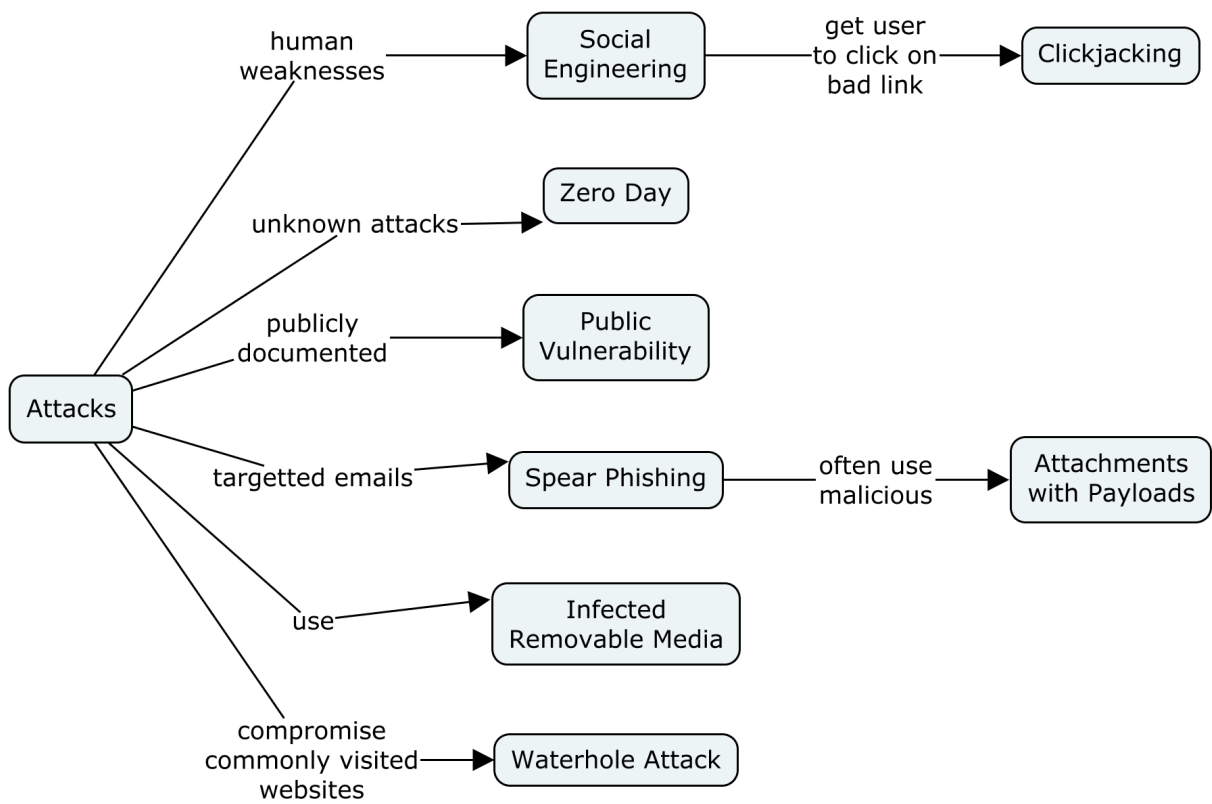 human
weaknesses
Social
Engineering
get user
to click on
bad link
Clickjacking
unknown attacks
Zero Day
publicly
documented
Public
Vulnerability
Attacks
targetted emails
Spear Phishing
often use
malicious
Attachments
with Payloads
use
Infected
Removable Media
compromise
commonly visited
websites
Waterhole Attack